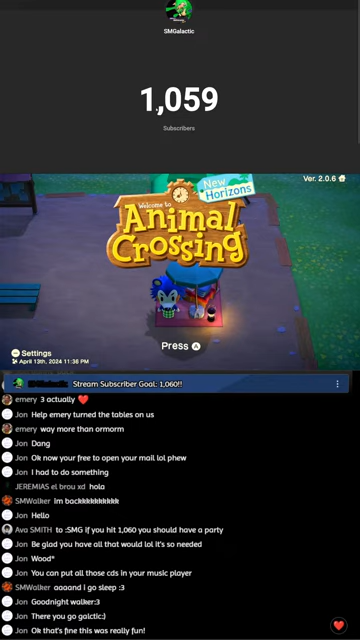 SMGalactic
1,059
Subscribers
Ver. 2.0.6
Welcome to
New
Horizons
Animal
Crossing
Press A
Settings
April 13th, 2024 11:36 PM
SMGalactic Stream Subscriber Goal: 1,060!!
emery 3 actually ❤️
Jon Help emery turned the tables on us
emery way more than ormorm
Jon Dang
Jon Ok now your free to open your mail lol phew
Jon I had to do something
JEREMIAS el brou xd hola
SMWalker im backkkkkkkkkk
Jon Hello
Ava SMITH to :SMG if you hit 1,060 you should have a party
Jon Be glad you have all that would lol it's so needed
Jon Wood*
Jon You can put all those cds in your music player
SMWalker aaaand I go sleep :3
Jon Goodnight walker:3
Jon There you go galctic:)
Jon Ok that's fine this was really fun!